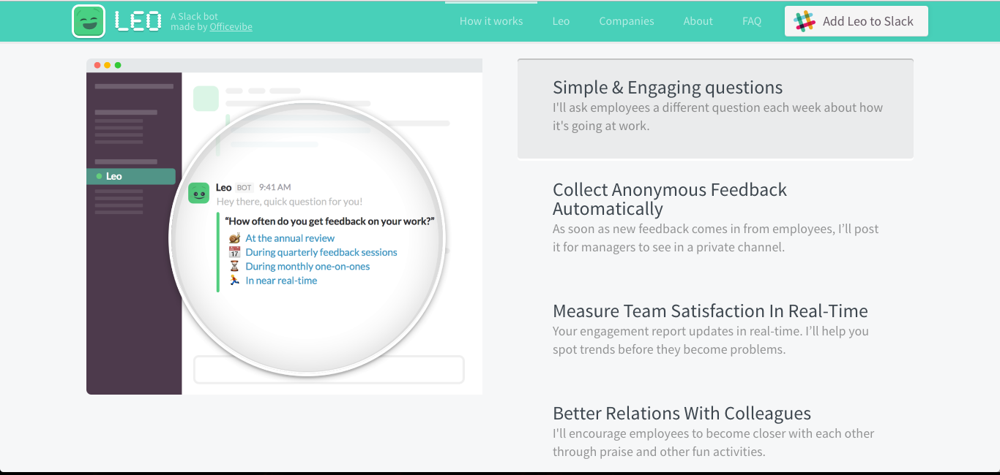 LEO
A Slack bot
made by Officevibe
How it works
Leo
Companies
About
FAQ
Add Leo to Slack
Leo
Leo BOT 9:41 AM
Hey there, quick question for you!
“How often do you get feedback on your work?”
At the annual review
17 During quarterly feedback sessions
During monthly one-on-ones
In near real-time
Simple & Engaging questions
I'll ask employees a different question each week about how
it's going at work.
Collect Anonymous Feedback
Automatically
As soon as new feedback comes in from employees, I’ll post
it for managers to see in a private channel.
Measure Team Satisfaction In Real-Time
Your engagement report updates in real-time. I’ll help you
spot trends before they become problems.
Better Relations With Colleagues
I'll encourage employees to become closer with each other
through praise and other fun activities.